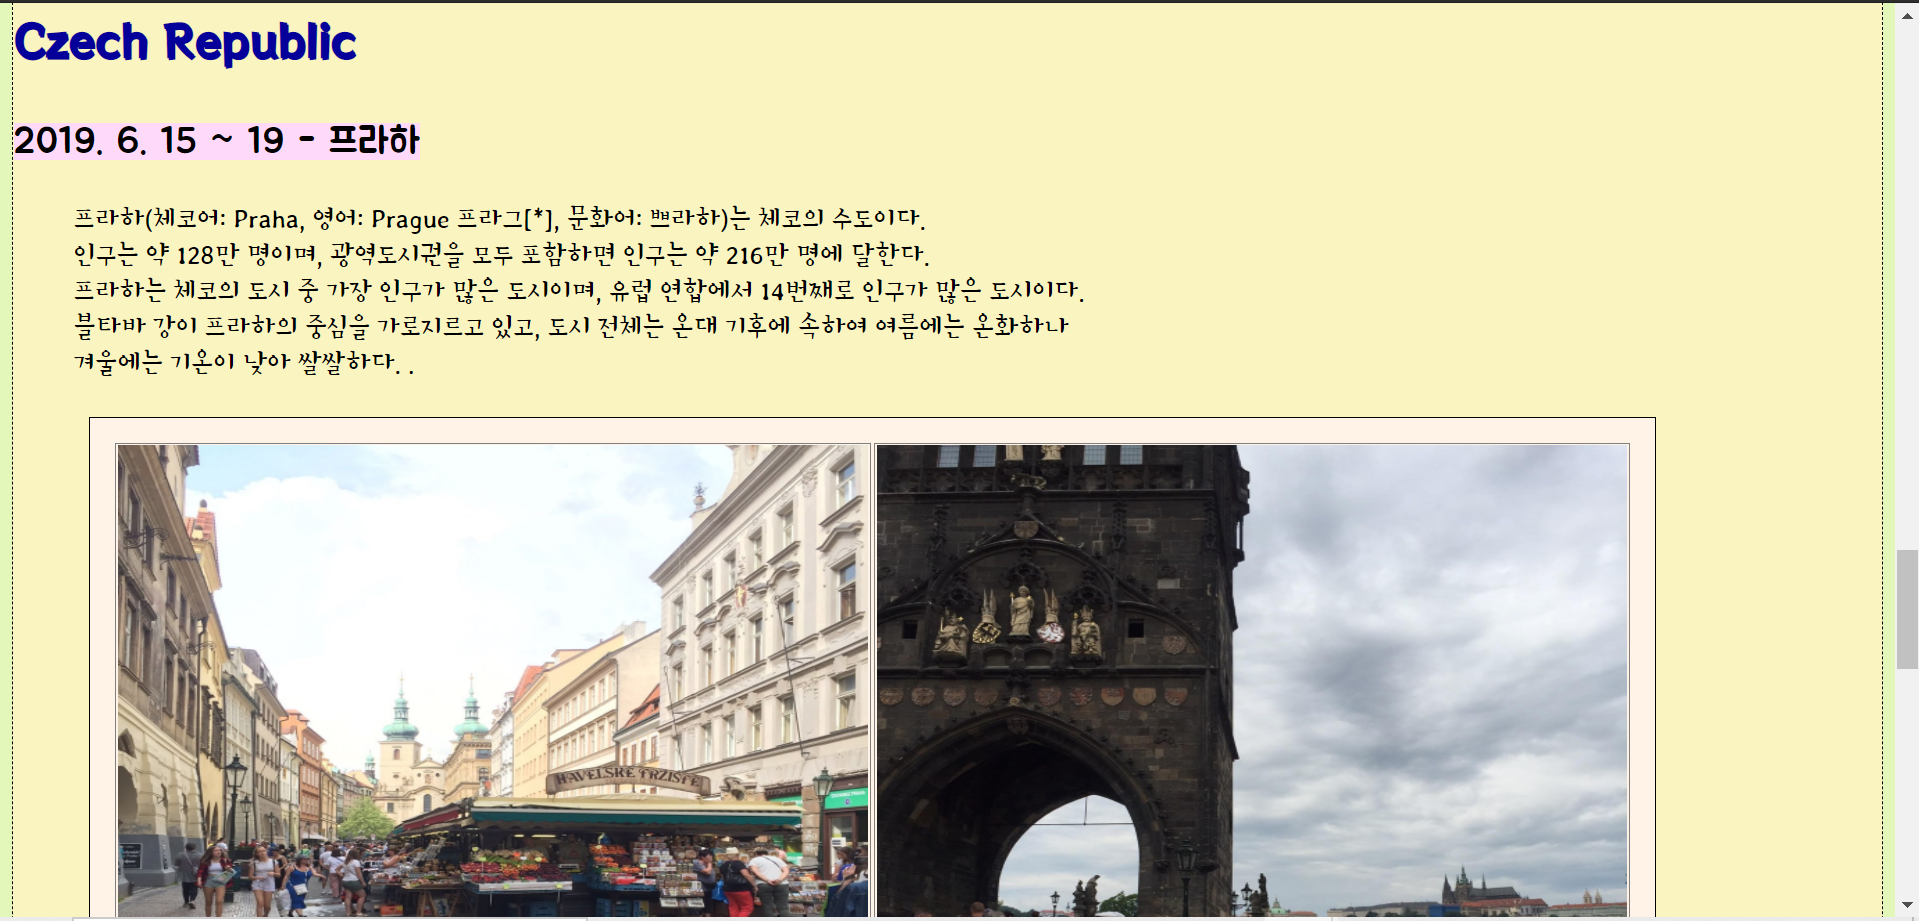 Czech Republic
2019. 6. 15 ~ 19 - 프라하
프라하(체코어: Praha, 영어: Prague 프라그[*], 문화어: 쁘라하)는 체코의 수도이다.
인구는 약 128만 명이며, 광역도시권을 모두 포함하면 인구는 약 216만 명에 달한다.
프라하는 체코의 도시 중 가장 인구가 많은 도시이며, 유럽 연합에서 14번째로 인구가 많은 도시이다.
블타바 강이 프라하의 중심을 가로지르고 있고, 도시 전체는 온대 기후에 속하여 여름에는 온화하나
겨울에는 기온이 낮아 쌀쌀하다. .
HAVELSKÉ TRŽIŠTĚ